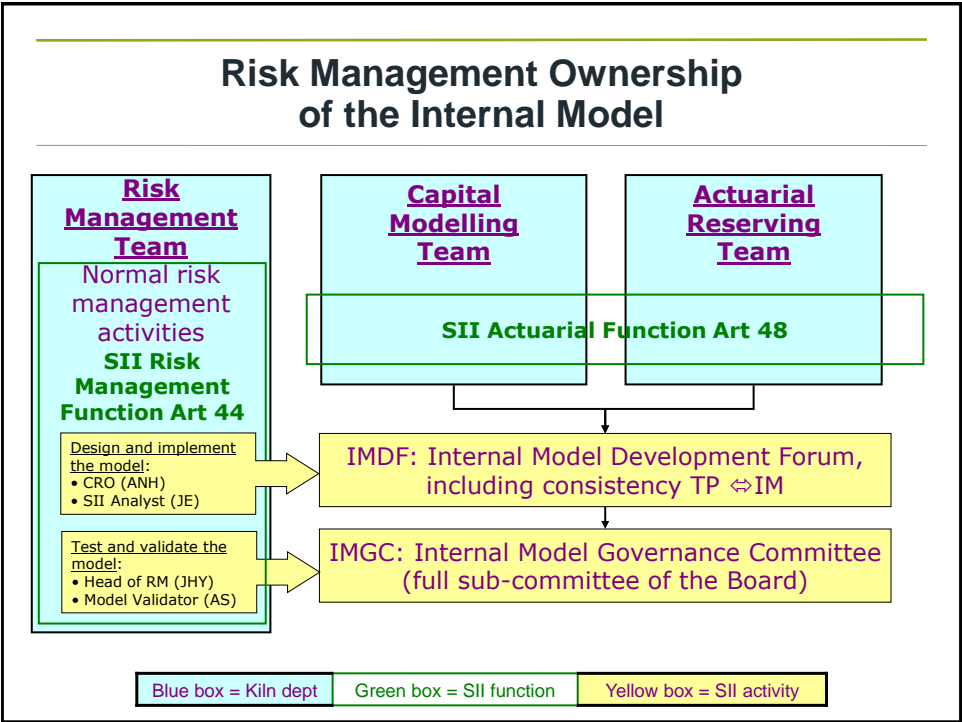 Risk Management Ownership
of the Internal Model
Risk
Management
Team
Normal risk
management
activities
SII Risk
Management
Function Art 44
Design and implement
the model:
• CRO (ANH)
• SII Analyst (JE)
Test and validate the
model:
• Head of RM (JHY)
• Model Validator (AS)
Capital
Modelling
Team
Actuarial
Reserving
Team
SII Actuarial Function Art 48
IMDF: Internal Model Development Forum,
including consistency TP ⇔IM
IMGC: Internal Model Governance Committee
(full sub-committee of the Board)
Blue box = Kiln dept
Green box = SII function
Yellow box = SII activity